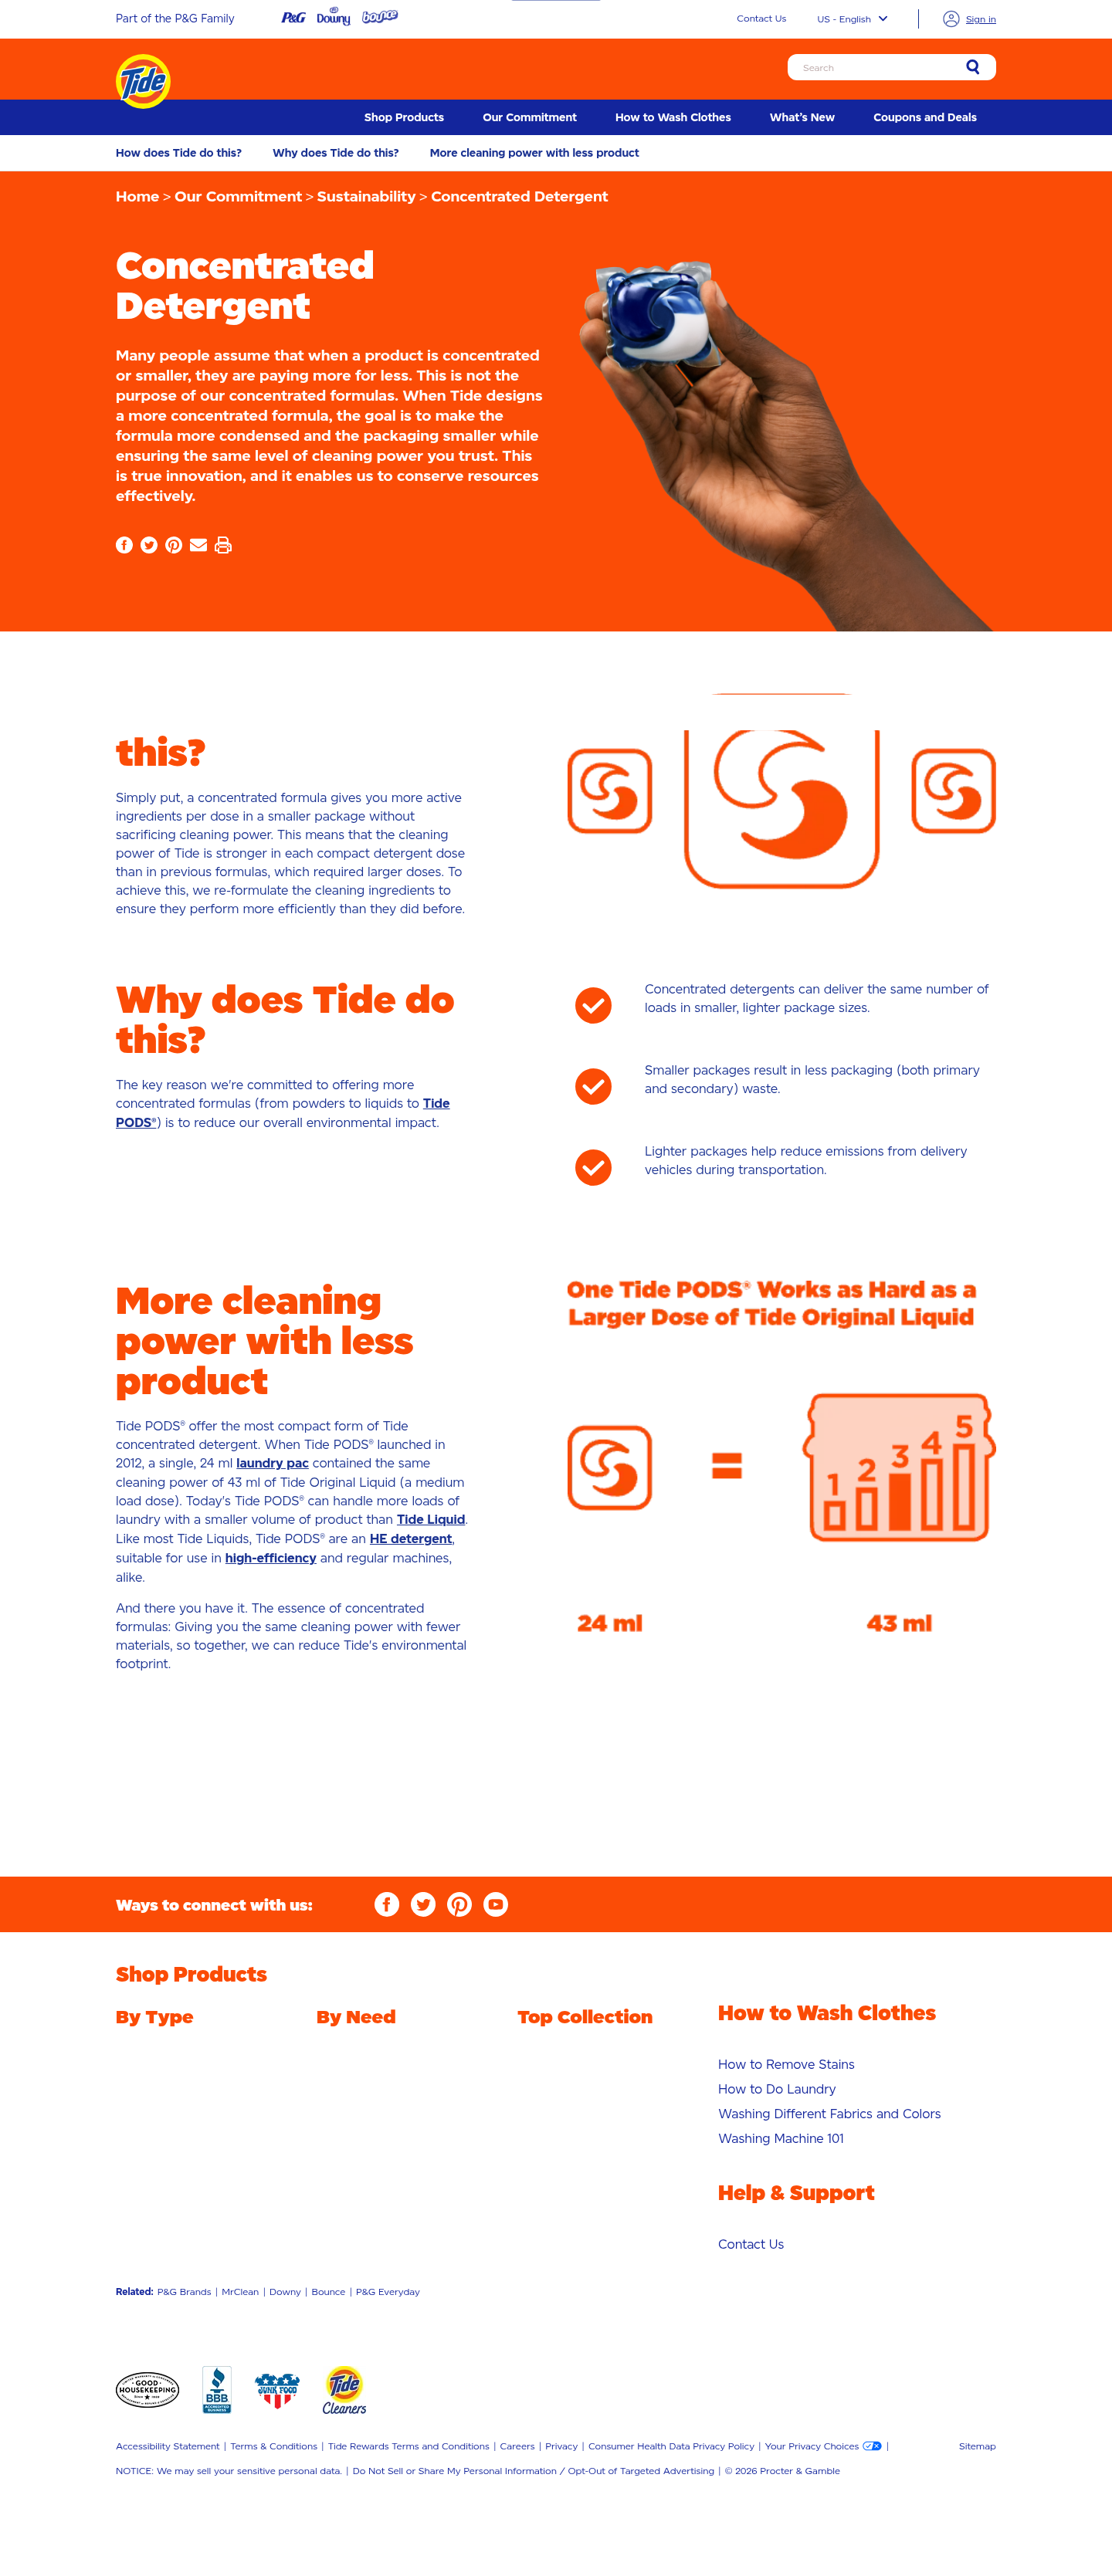 Part of the P&G Family
P&G Downy bounce
Contact Us
US - English
Sign in
Tide
Search
Shop Products
Our Commitment
How to Wash Clothes
What's New
Coupons and Deals
How does Tide do this?
Why does Tide do this?
More cleaning power with less product
Home > Our Commitment > Sustainability > Concentrated Detergent
Concentrated
Detergent
Many people assume that when a product is concentrated
or smaller, they are paying more for less. This is not the
purpose of our concentrated formulas. When Tide designs
a more concentrated formula, the goal is to make the
formula more condensed and the packaging smaller while
ensuring the same level of cleaning power you trust. This
is true innovation, and it enables us to conserve resources
effectively.
this?
Simply put, a concentrated formula gives you more active
ingredients per dose in a smaller package without
sacrificing cleaning power. This means that the cleaning
power of Tide is stronger in each compact detergent dose
than in previous formulas, which required larger doses. To
achieve this, we re-formulate the cleaning ingredients to
ensure they perform more efficiently than they did before.
Why does Tide do
this?
The key reason we're committed to offering more
concentrated formulas (from powders to liquids to Tide
PODS®) is to reduce our overall environmental impact.
Concentrated detergents can deliver the same number of
loads in smaller, lighter package sizes.
Smaller packages result in less packaging (both primary
and secondary) waste.
Lighter packages help reduce emissions from delivery
vehicles during transportation.
More cleaning
power with less
product
Tide PODS® offer the most compact form of Tide
concentrated detergent. When Tide PODS® launched in
2012, a single, 24 ml laundry pac contained the same
cleaning power of 43 ml of Tide Original Liquid (a medium
load dose). Today's Tide PODS® can handle more loads of
laundry with a smaller volume of product than Tide Liquid.
Like most Tide Liquids, Tide PODS® are an HE detergent,
suitable for use in high-efficiency and regular machines,
alike.
And there you have it. The essence of concentrated
formulas: Giving you the same cleaning power with fewer
materials, so together, we can reduce Tide's environmental
footprint.
One Tide PODS® Works as Hard as a
Larger Dose of Tide Original Liquid
=
1 2 3 4 5
24 ml
43 ml
Ways to connect with us:
Shop Products
By Type
By Need
Top Collection
How to Wash Clothes
How to Remove Stains
How to Do Laundry
Washing Different Fabrics and Colors
Washing Machine 101
Help & Support
Contact Us
Related: P&G Brands | MrClean | Downy | Bounce | P&G Everyday
GOOD
HOUSEKEEPING
BBB
ACCREDITED
BUSINESS
JUNK FOOD
Tide
Cleaners
Accessibility Statement | Terms & Conditions | Tide Rewards Terms and Conditions | Careers | Privacy | Consumer Health Data Privacy Policy | Your Privacy Choices |
Sitemap
NOTICE: We may sell your sensitive personal data. | Do Not Sell or Share My Personal Information / Opt-Out of Targeted Advertising | © 2026 Procter & Gamble